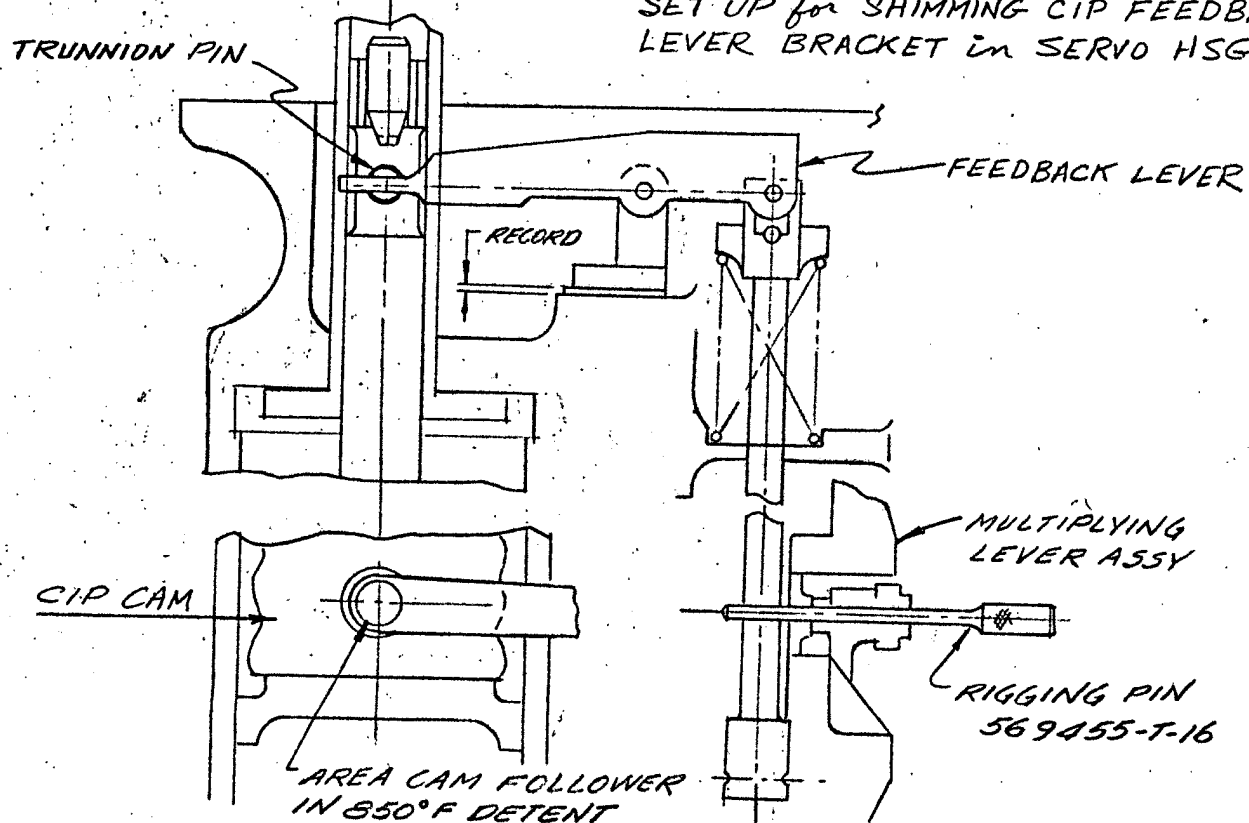 SET UP for SHIMMING CIP FEEDBA
LEVER BRACKET in SERVO HSG
TRUNNION PIN
FEEDBACK LEVER
RECORD
MULTIPLYING
LEVER ASSY
CIP CAM
RIGGING PIN
569455-T-16
AREA CAM FOLLOWER
IN 850°F DETENT